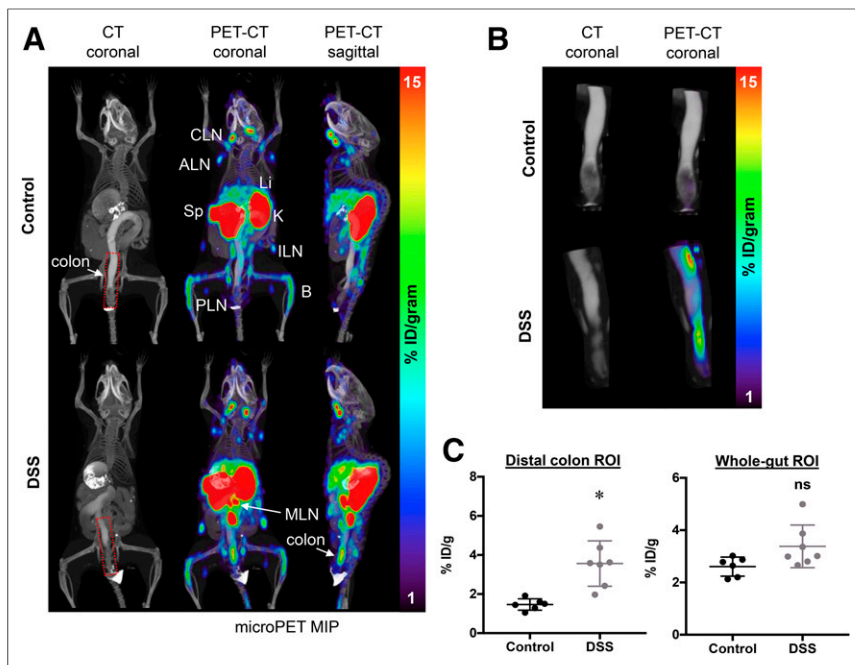 A
CT
coronal
PET-CT
coronal
PET-CT
sagittal
Control
DSS
CLN
ALN
Li
Sp
K
ILN
colon
B
PLN
MLN
colon
microPET MIP
15
% ID/gram
1
B
CT
coronal
PET-CT
coronal
Control
DSS
15
% ID/gram
1
C
Distal colon ROI
% ID/g
8
6
4
2
0
*
Control
DSS
Whole-gut ROI
% ID/g
6
4
2
0
ns
Control
DSS